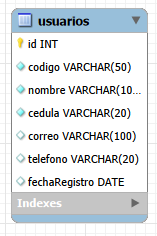 usuarios
id INT
codigo VARCHAR(50)
nombre VARCHAR(10...
cedula VARCHAR(20)
correo VARCHAR(100)
telefono VARCHAR(20)
fechaRegistro DATE
Indexes